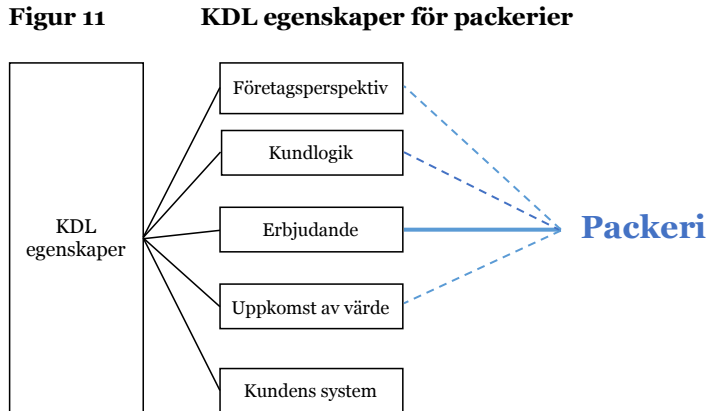 Figur 11 KDL egenskaper för packerier
Företagsperspektiv
Kundlogik
KDL
egenskaper
Erbjudande
Packeri
Uppkomst av värde
Kundens system